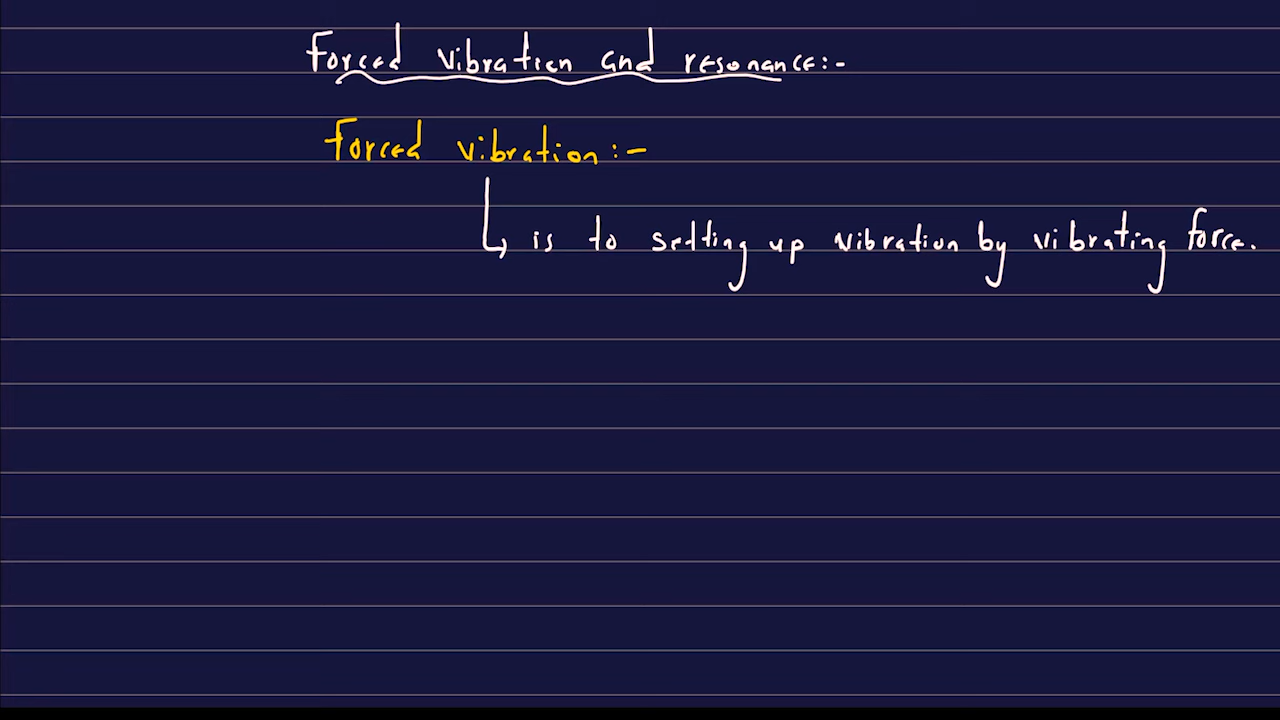 Forced vibration and resonance:-
Forced vibration:-
is to setting up vibration by vibrating force.